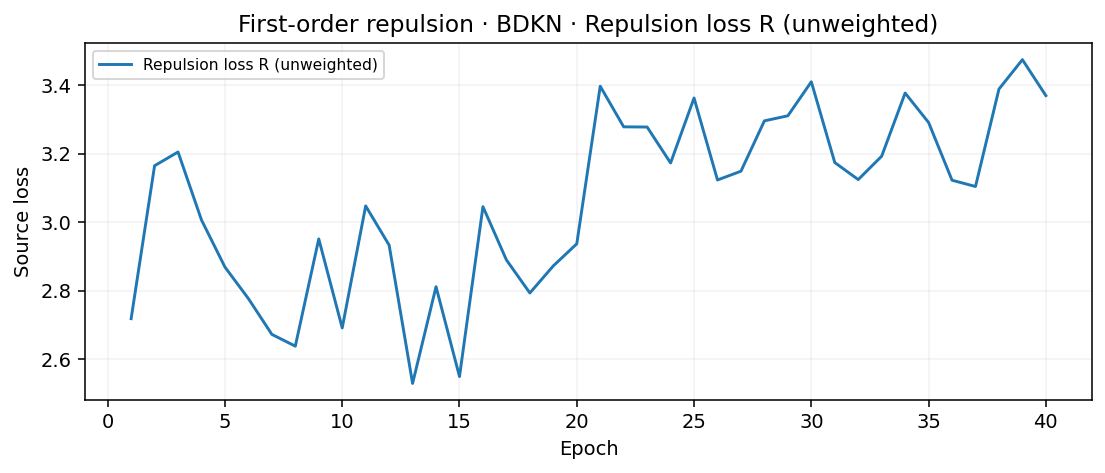 First-order repulsion · BDKN · Repulsion loss R (unweighted)
Repulsion loss R (unweighted)
Source loss
3.4
3.2
3.0
2.8
2.6
0 5 10 15 20 25 30 35 40
Epoch